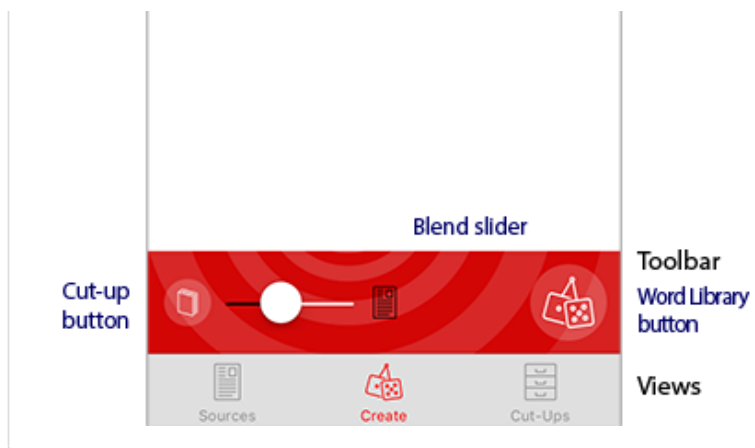 Blend slider
Toolbar
Cut-up
button
Word Library
button
Views
Sources
Create
Cut-Ups